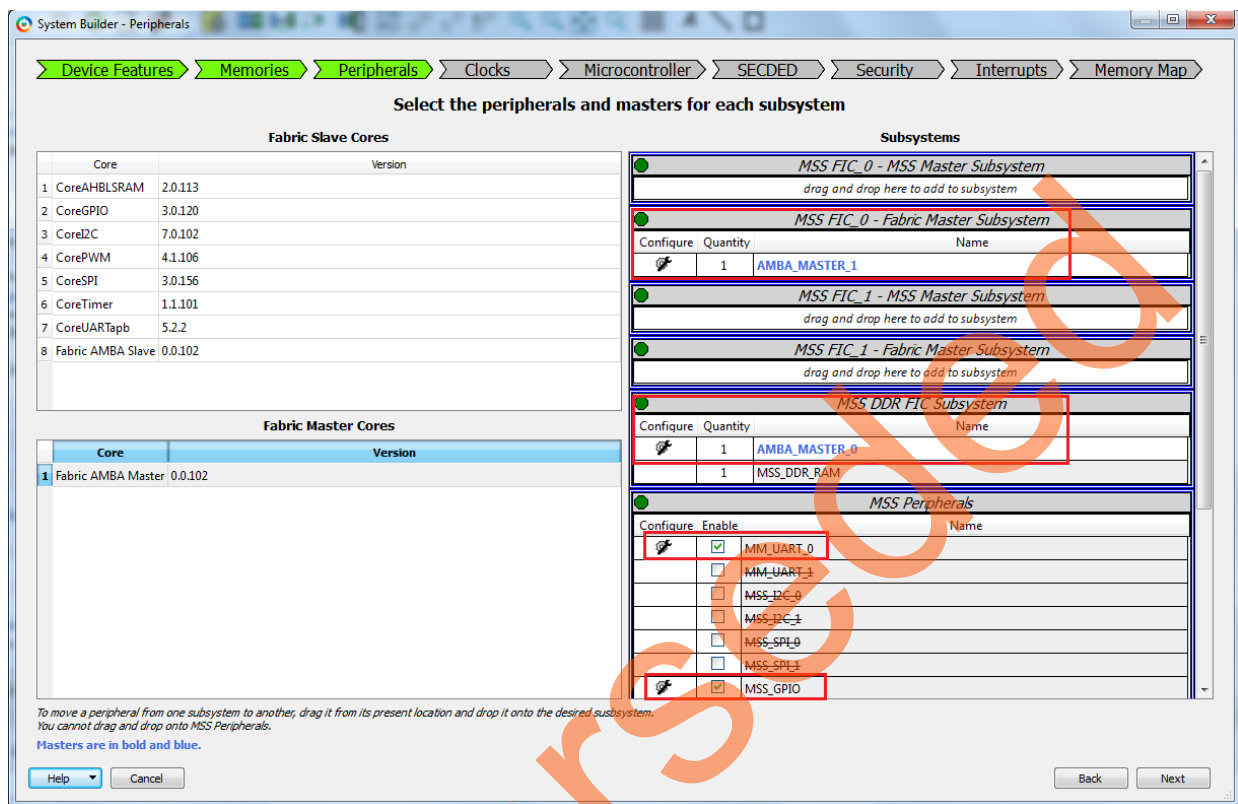 System Builder - Peripherals
Device Features Memories Peripherals Clocks Microcontroller SECDED Security Interrupts Memory Map
Select the peripherals and masters for each subsystem
Fabric Slave Cores
Core Version
1 CoreAHBLSRAM 2.0.113
2 CoreGPIO 3.0.120
3 CoreI2C 7.0.102
4 CorePWM 4.1.106
5 CoreSPI 3.0.156
6 CoreTimer 1.1.101
7 CoreUARTapb 5.2.2
8 Fabric AMBA Slave 0.0.102
Fabric Master Cores
Core Version
1 Fabric AMBA Master 0.0.102
Subsystems
MSS FIC_0 - MSS Master Subsystem
drag and drop here to add to subsystem
MSS FIC_0 - Fabric Master Subsystem
Configure Quantity Name
1 AMBA_MASTER_1
MSS FIC_1 - MSS Master Subsystem
drag and drop here to add to subsystem
MSS FIC_1 - Fabric Master Subsystem
drag and drop here to add to subsystem
MSS DDR FIC Subsystem
Configure Quantity Name
1 AMBA_MASTER_0
1 MSS_DDR_RAM
MSS Peripherals
Configure Enable Name
MM_UART_0
MM_UART_1
MSS_I2C_0
MSS_I2C_1
MSS_SPI_0
MSS_SPI_1
MSS_GPIO
To move a peripheral from one subsystem to another, drag it from its present location and drop it onto the desired susbsystem.
You cannot drag and drop onto MSS Peripherals.
Masters are in bold and blue.
Help Cancel Back Next
rseded